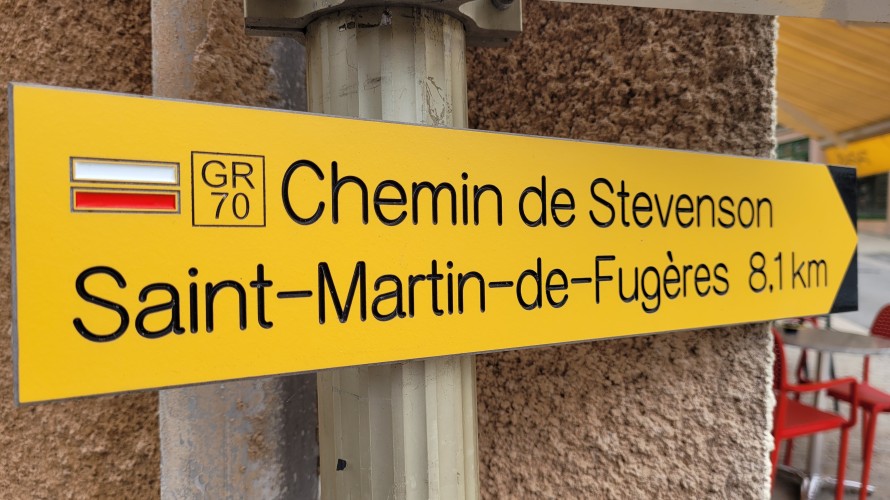 GR
70
Chemin de Stevenson
Saint-Martin-de-Fugères 8,1 km